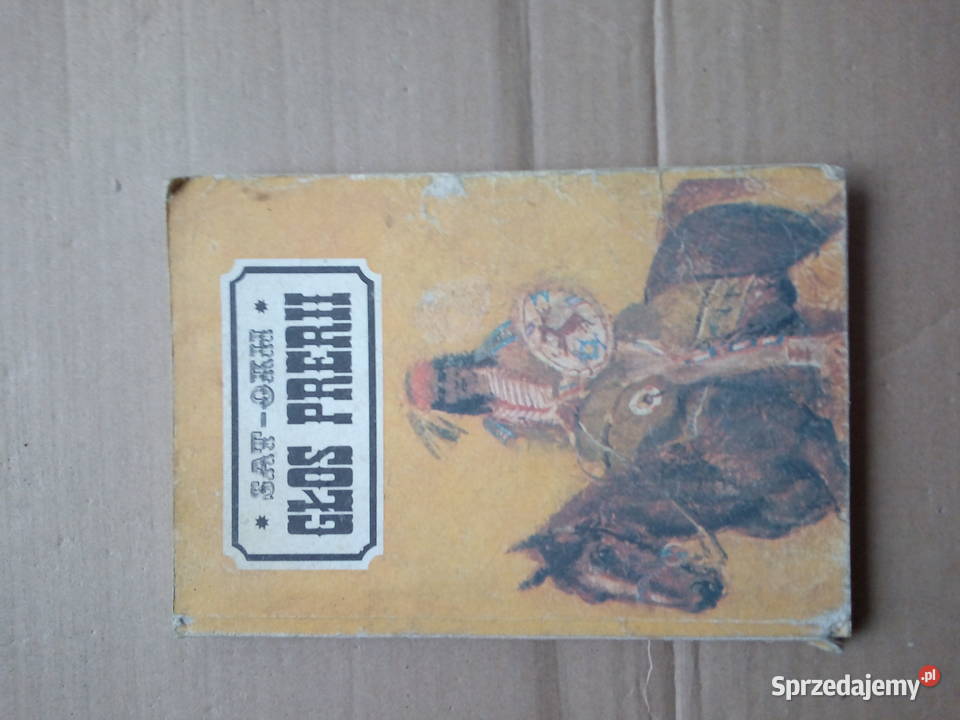 * SAT-OKH *
GŁOS PRERII
Sprzedajemy.pl